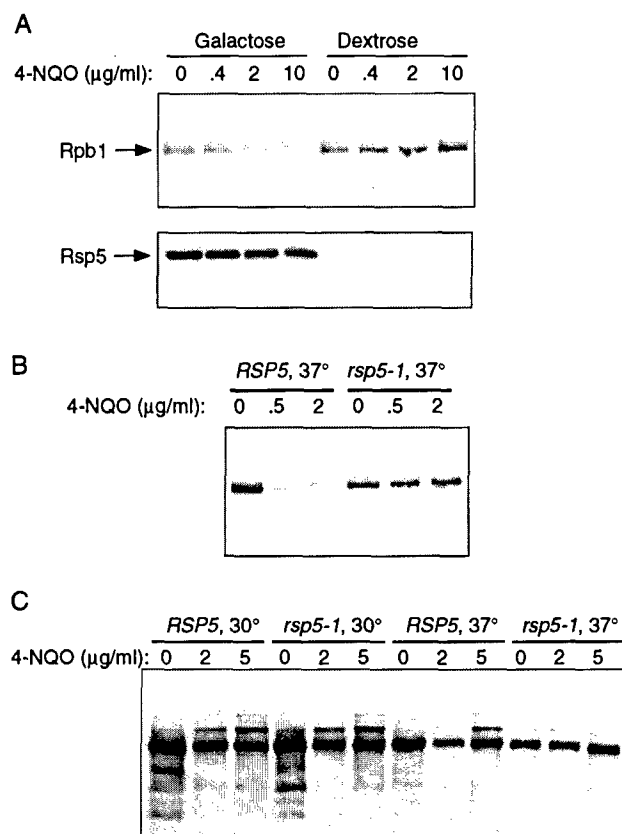 A
Galactose Dextrose
4-NQO (μg/ml): 0 .4 2 10 0 .4 2 10
Rpb1
Rsp5
B
RSP5, 37° rsp5-1, 37°
4-NQO (μg/ml): 0 .5 2 0 .5 2
C
RSP5, 30° rsp5-1, 30° RSP5, 37° rsp5-1, 37°
4-NQO (μg/ml): 0 2 5 0 2 5 0 2 5 0 2 5